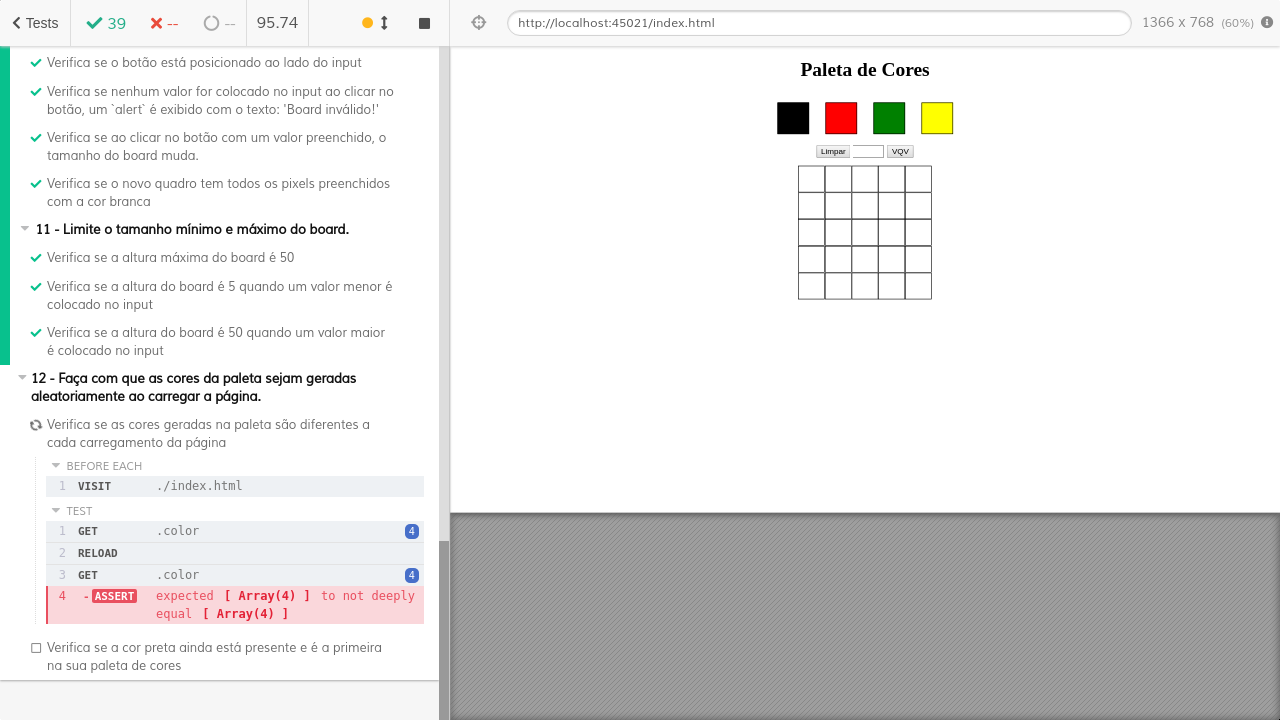 Tests
39
--
--
95.74
http://localhost:45021/index.html
1366 x 768 (60%)
Verifica se o botão está posicionado ao lado do input
Verifica se nenhum valor for colocado no input ao clicar no
botão, um `alert` é exibido com o texto: 'Board inválido!'
Verifica se ao clicar no botão com um valor preenchido, o
tamanho do board muda.
Verifica se o novo quadro tem todos os pixels preenchidos
com a cor branca
11 - Limite o tamanho mínimo e máximo do board.
Verifica se a altura máxima do board é 50
Verifica se a altura do board é 5 quando um valor menor é
colocado no input
Verifica se a altura do board é 50 quando um valor maior
é colocado no input
12 - Faça com que as cores da paleta sejam geradas
aleatoriamente ao carregar a página.
Verifica se as cores geradas na paleta são diferentes a
cada carregamento da página
BEFORE EACH
1 VISIT ./index.html
TEST
1 GET .color 4
2 RELOAD
3 GET .color 4
4 -ASSERT expected [ Array(4) ] to not deeply
equal [ Array(4) ]
Verifica se a cor preta ainda está presente e é a primeira
na sua paleta de cores
Paleta de Cores
Limpar VQV